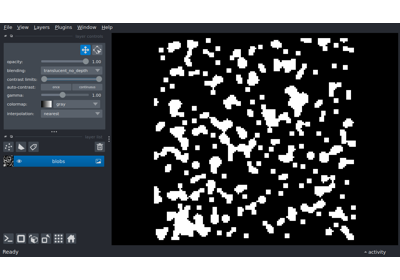 File View Layers Plugins Window Help
opacity: 1.00
blending: translucent_no_depth
contrast limits:
auto-contrast: once continuous
gamma: 1.00
colormap: gray
interpolation: nearest
blobs
Ready activity